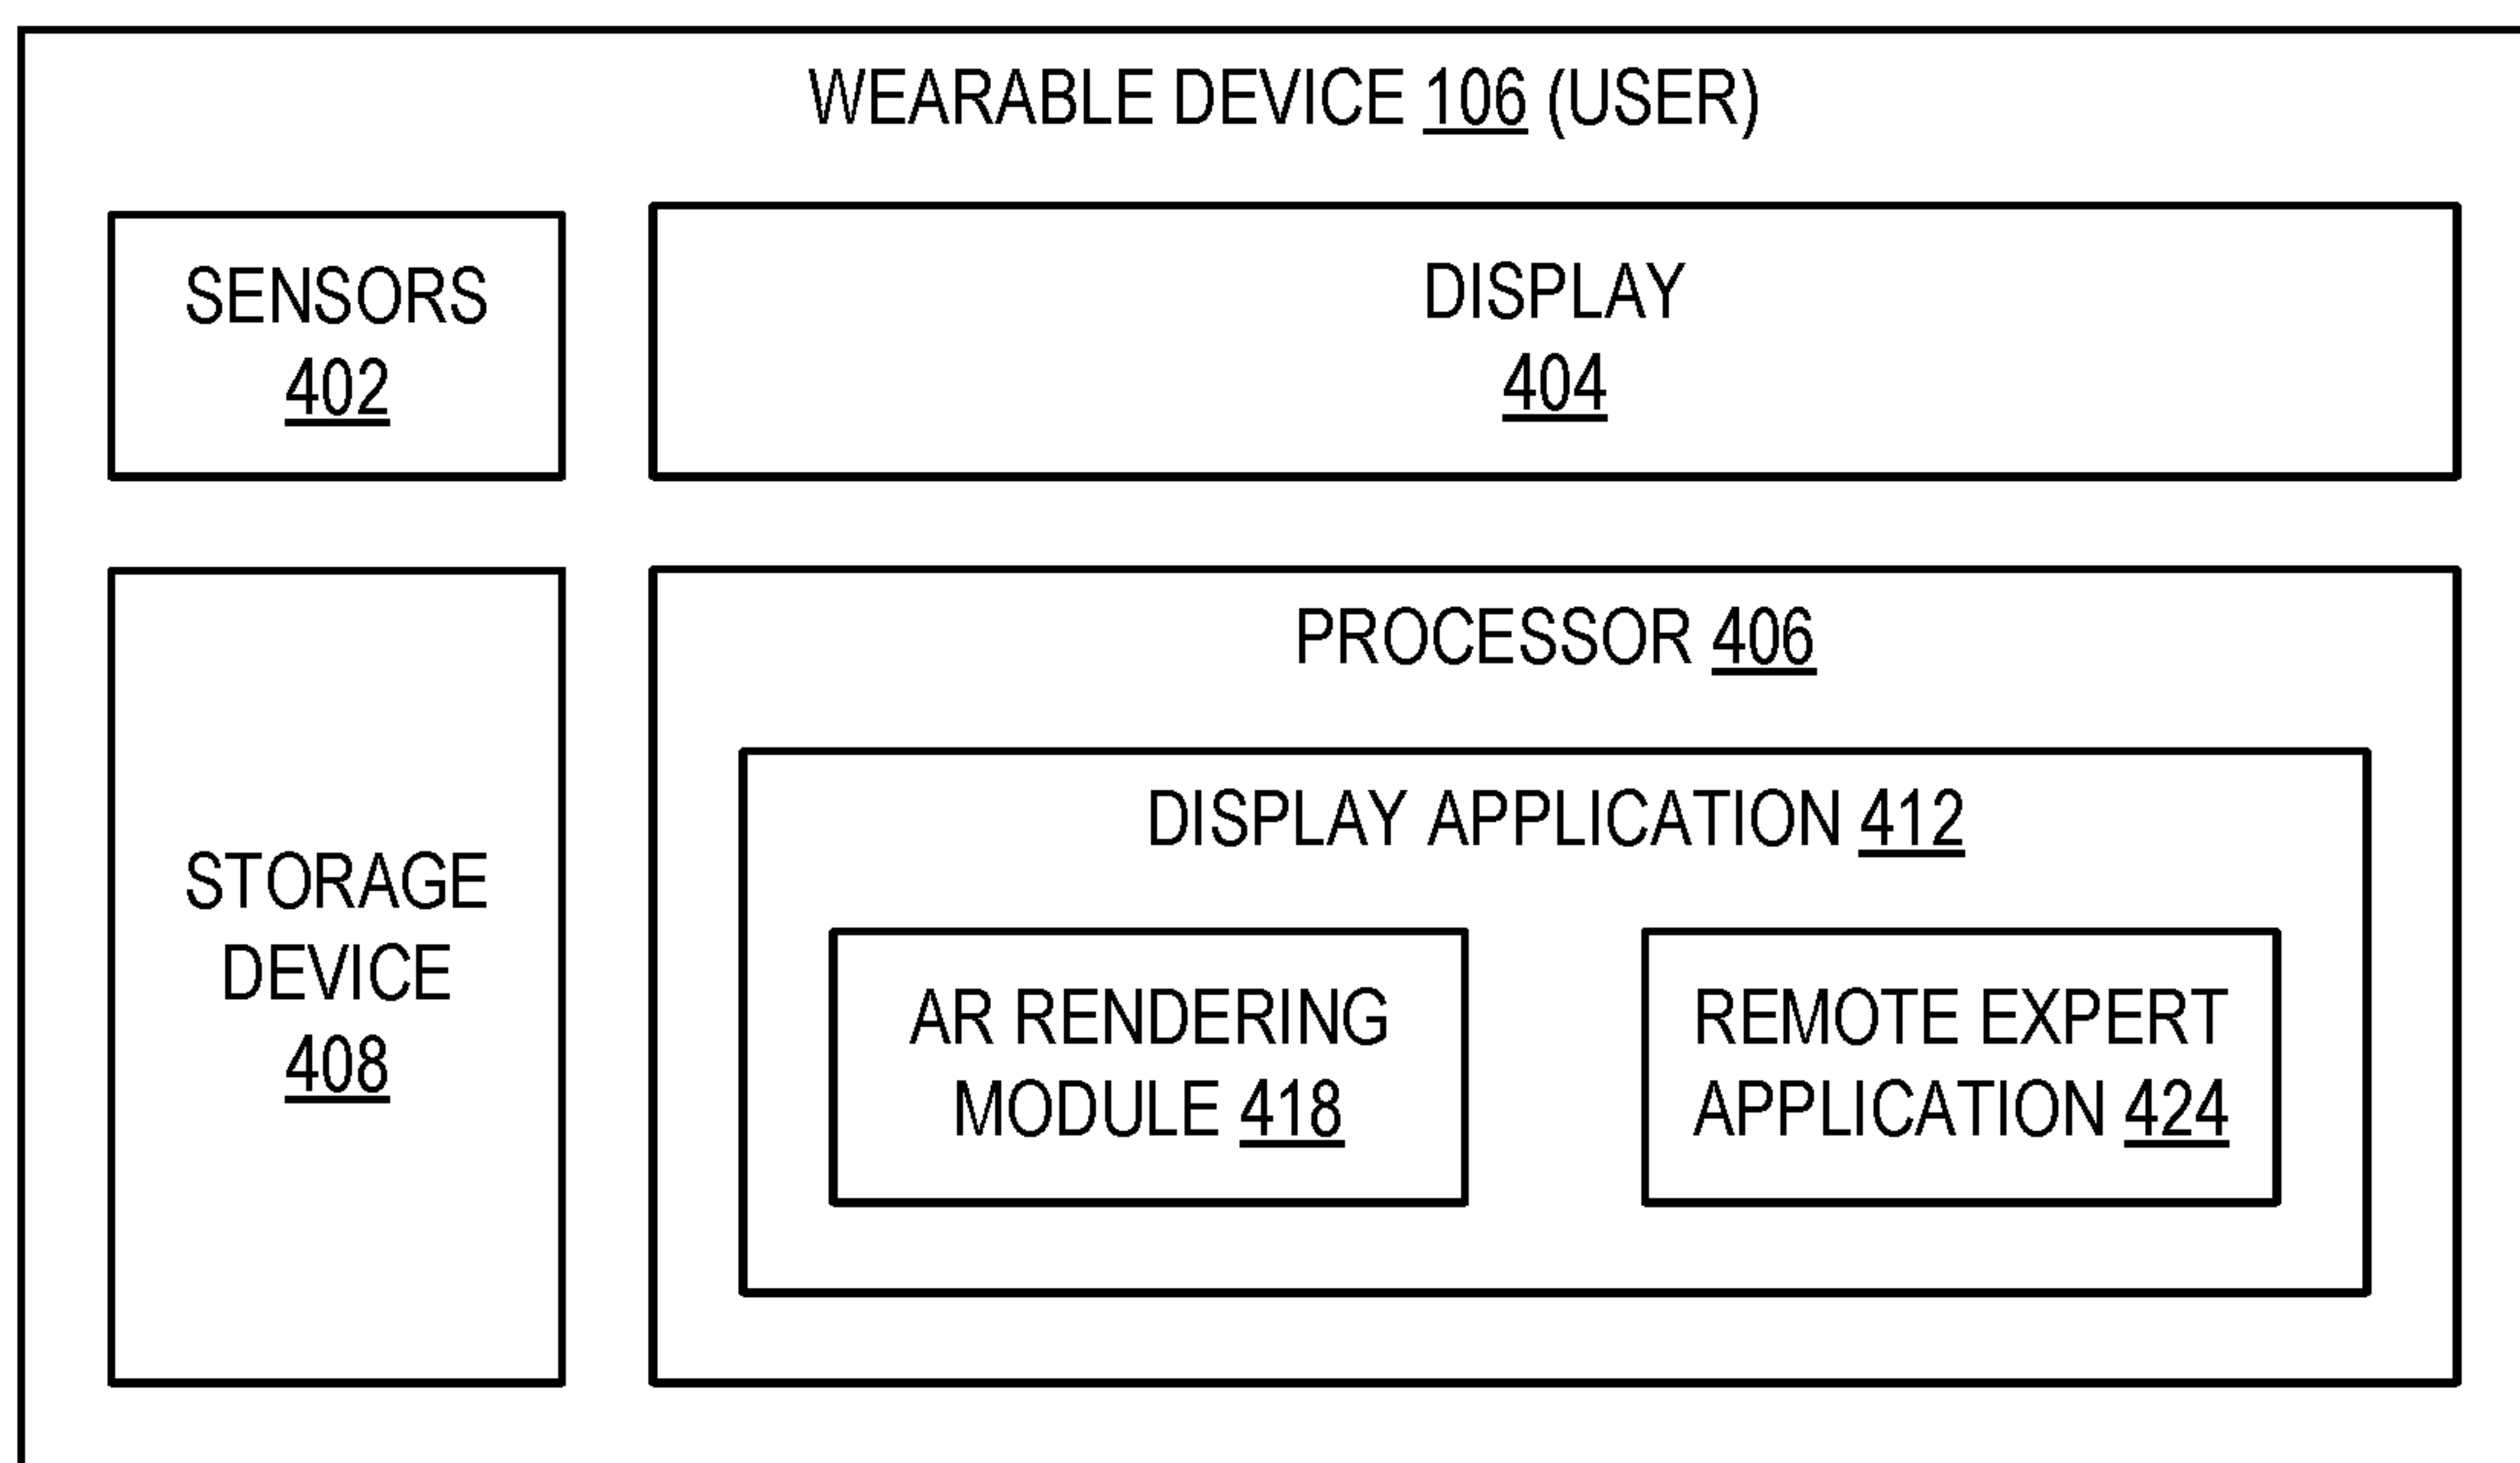 WEARABLE DEVICE 106 (USER)
SENSORS
402
DISPLAY
404
STORAGE
DEVICE
408
PROCESSOR 406
DISPLAY APPLICATION 412
AR RENDERING
MODULE 418
REMOTE EXPERT
APPLICATION 424